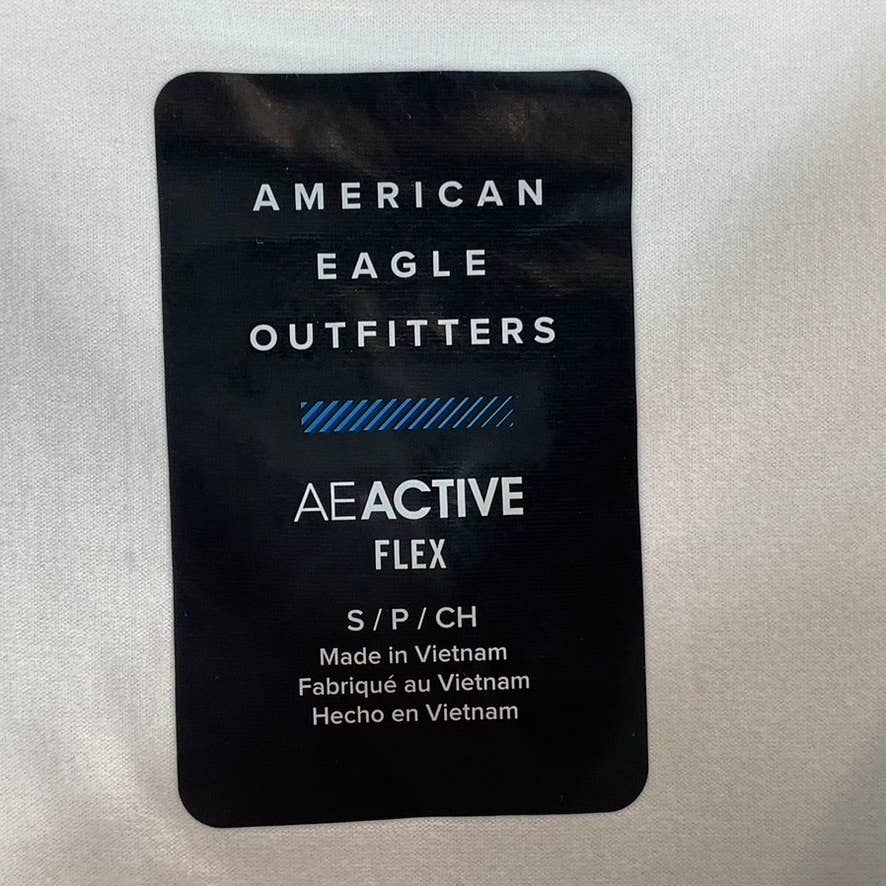 AMERICAN
EAGLE
OUTFITTERS
AEACTIVE
FLEX
S / P / CH
Made in Vietnam
Fabriqué au Vietnam
Hecho en Vietnam